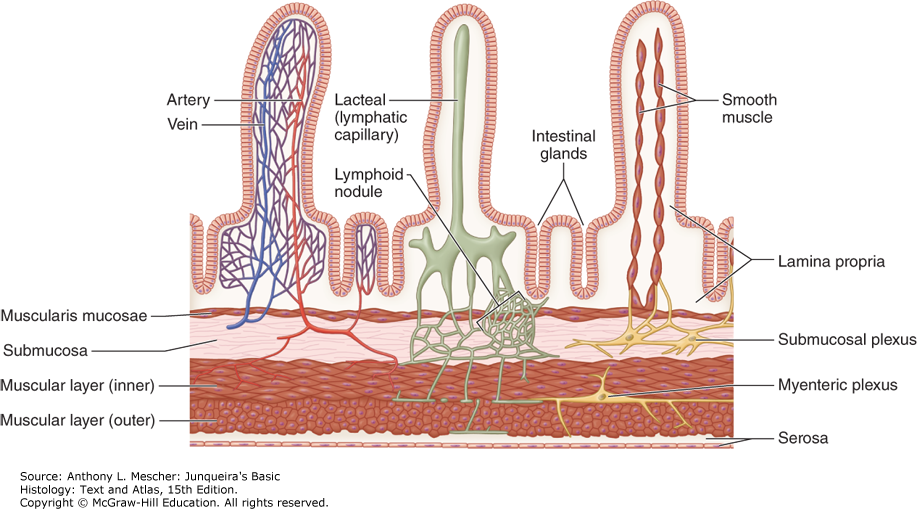 Artery
Vein
Lacteal
(lymphatic
capillary)
Lymphoid
nodule
Intestinal
glands
Smooth
muscle
Lamina propria
Muscularis mucosae
Submucosa
Muscular layer (inner)
Muscular layer (outer)
Submucosal plexus
Myenteric plexus
Serosa
Source: Anthony L. Mescher: Junqueira's Basic
Histology: Text and Atlas, 15th Edition.
Copyright © McGraw-Hill Education. All rights reserved.